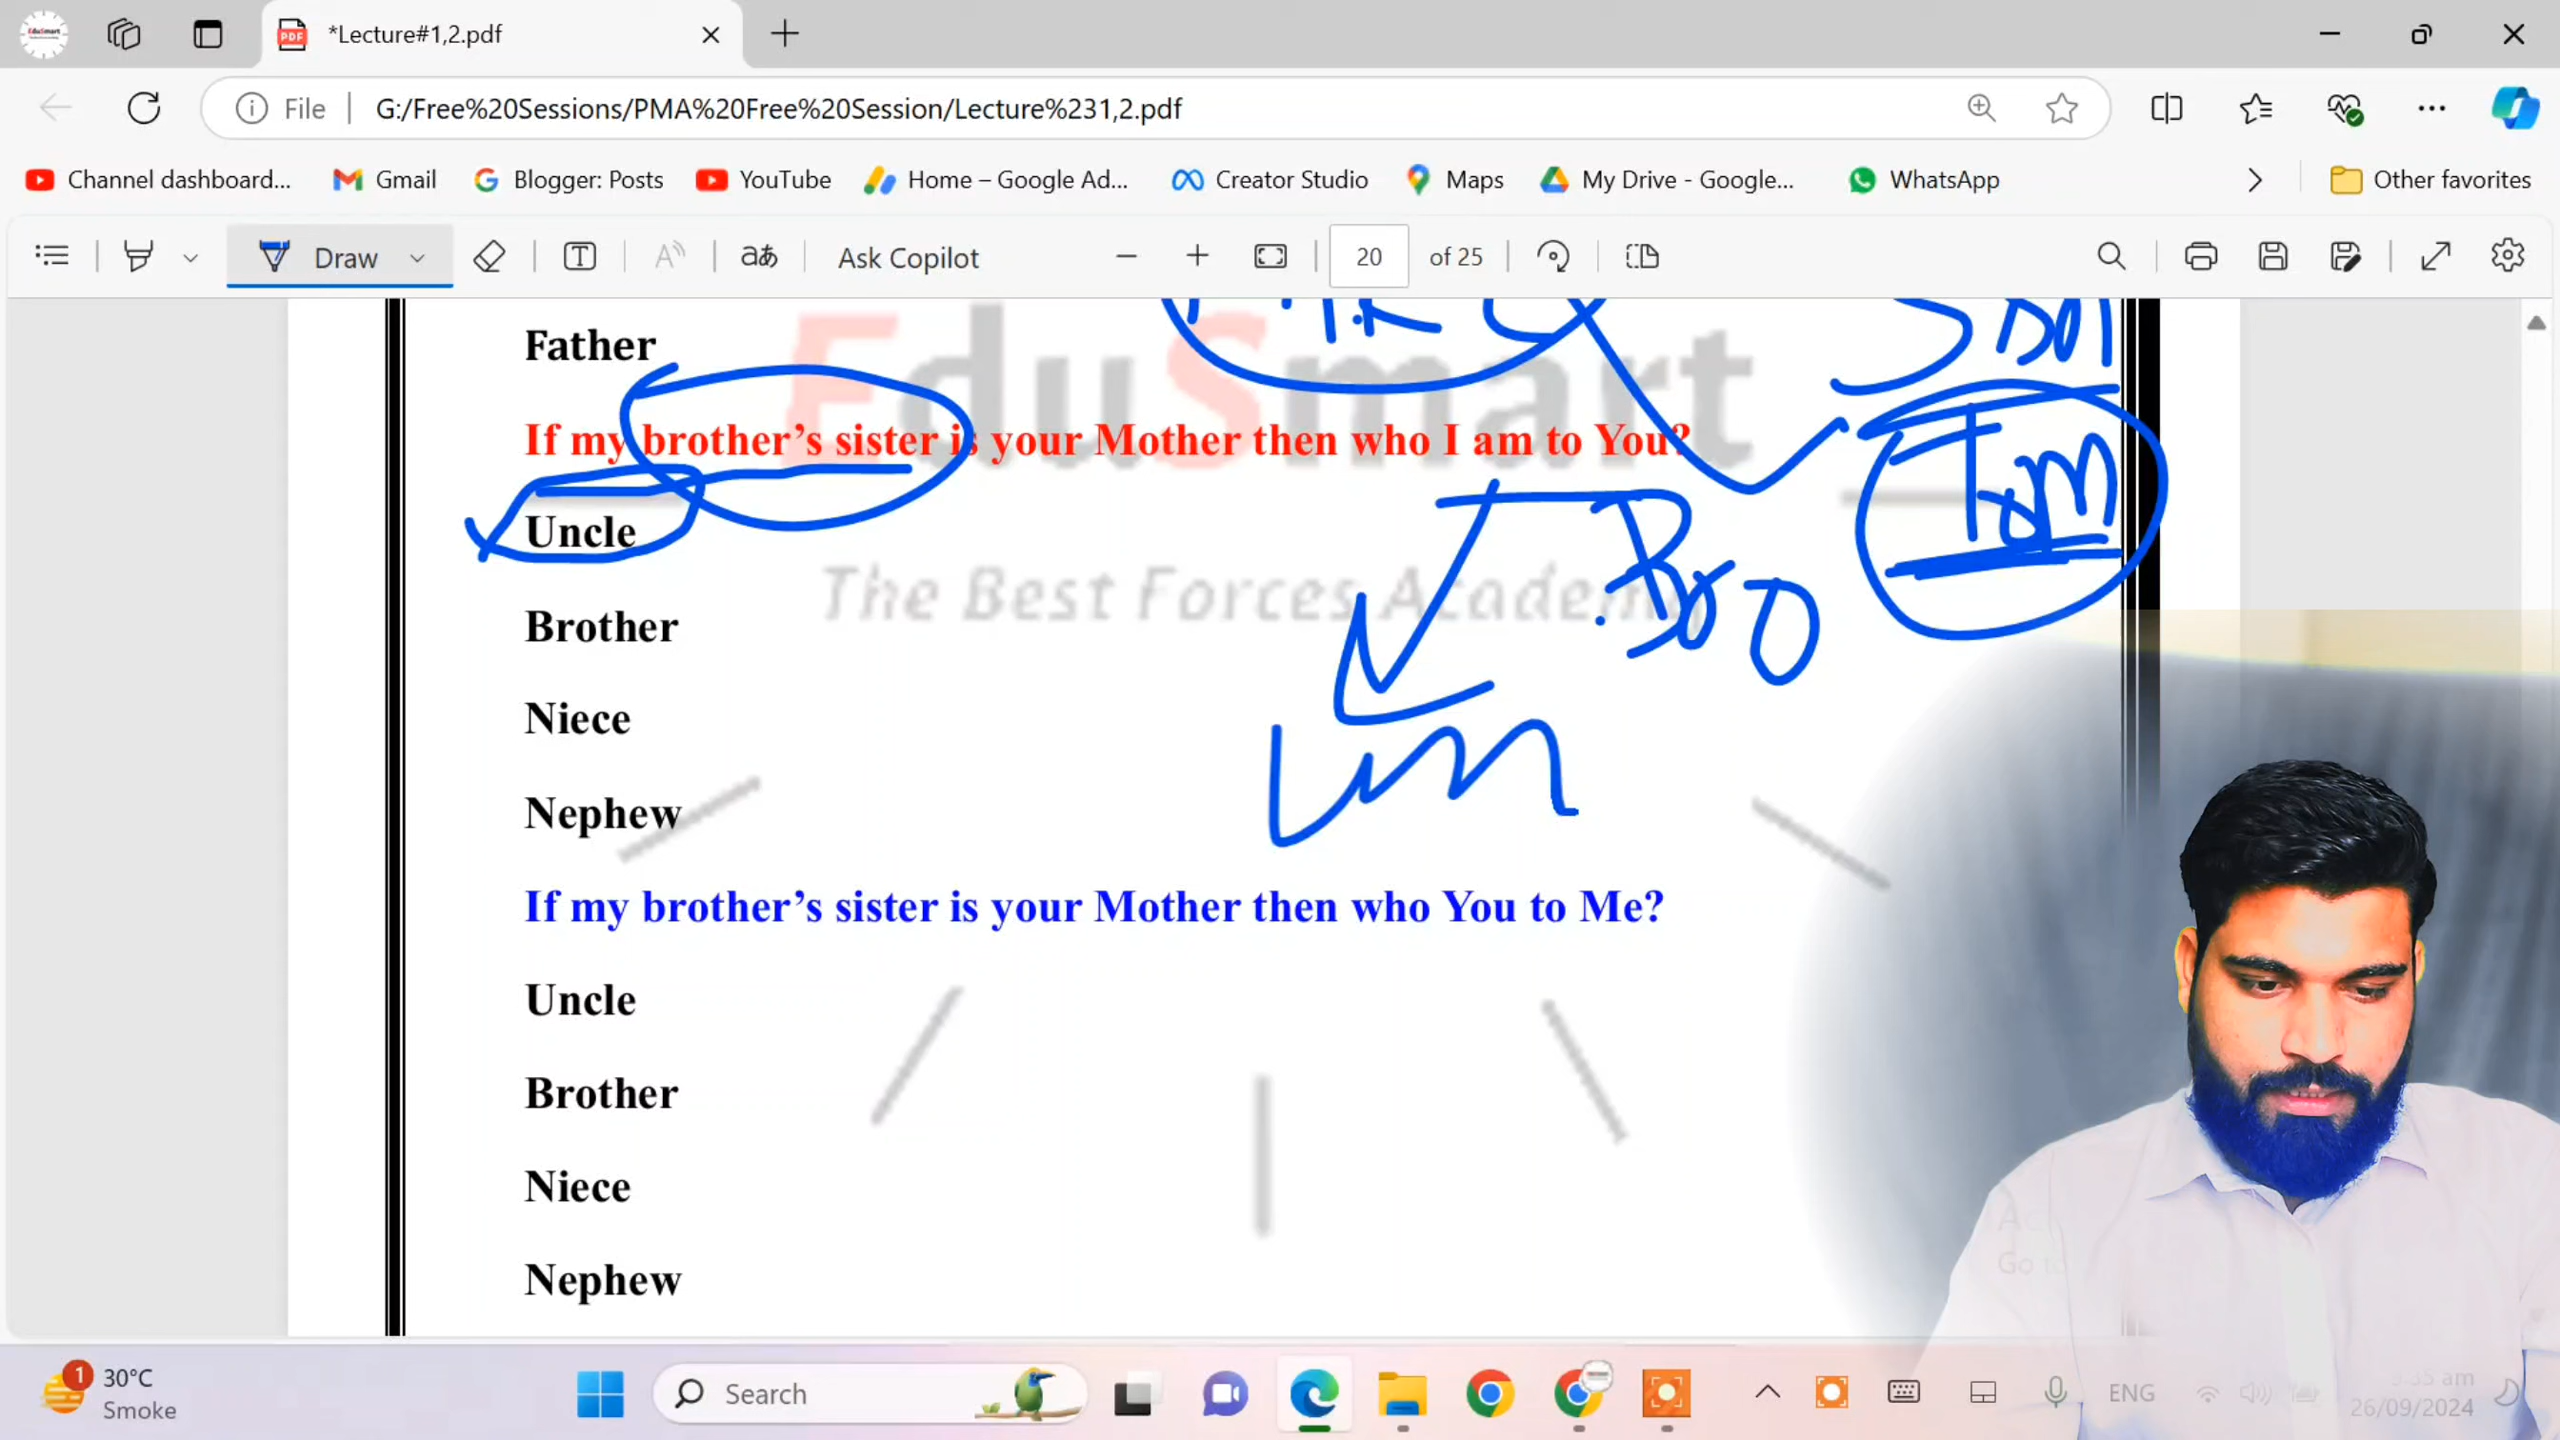 EduSmart
*Lecture#1,2.pdf
File
G:/Free%20Sessions/PMA%20Free%20Session/Lecture%231,2.pdf
Channel dashboard...
Gmail
Blogger: Posts
YouTube
Home – Google Ad...
Creator Studio
Maps
My Drive - Google...
WhatsApp
Other favorites
Draw
Ask Copilot
20 of 25
Father
EduSmart
If my brother’s sister is your Mother then who I am to You?
Tom
Uncle
Bro
The Best Forces Academy
Brother
Niece
Nephew
If my brother’s sister is your Mother then who You to Me?
Uncle
Brother
Niece
Nephew
1
30°C
Smoke
Search
ENG
26/09/2024